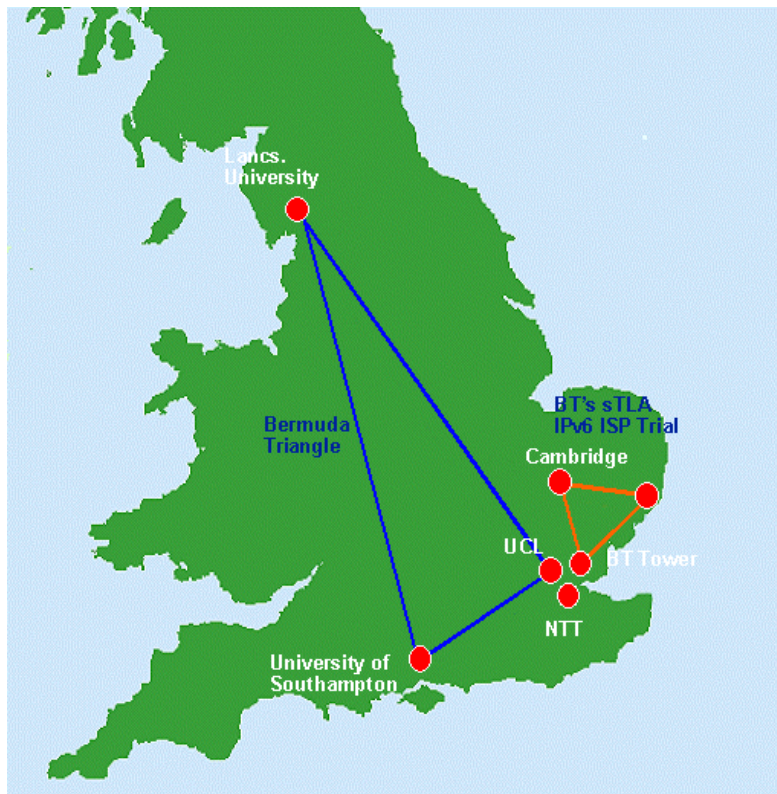 Lancs.
University
Bermuda
Triangle
BT's sTLA
IPv6 ISP Trial
Cambridge
UCL
BT Tower
NTT
University of
Southampton